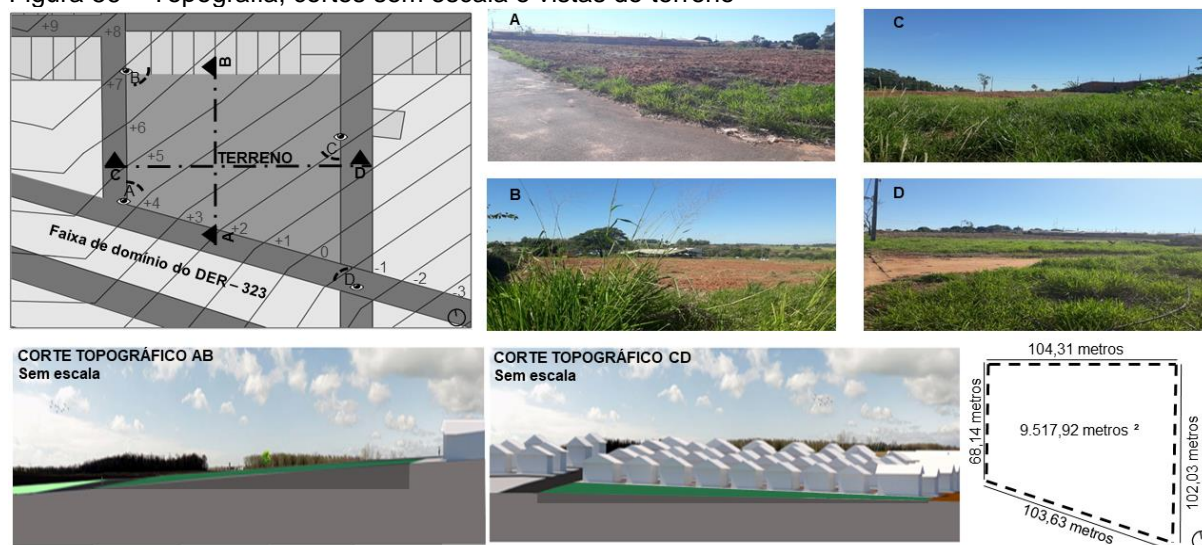 Figura 36 – Topografia, cortes sem escala e vistas do terreno
+9
+8
+7
B
B
+6
+5
TERRENO
C
C
D
A
+4
+3
+2
A
+1
0
D
-1
-2
-3
Faixa de domínio do DER – 323
A
C
B
D
CORTE TOPOGRÁFICO AB
Sem escala
CORTE TOPOGRÁFICO CD
Sem escala
104,31 metros
68,14 metros
9.517,92 metros ²
102,03 metros
103,63 metros